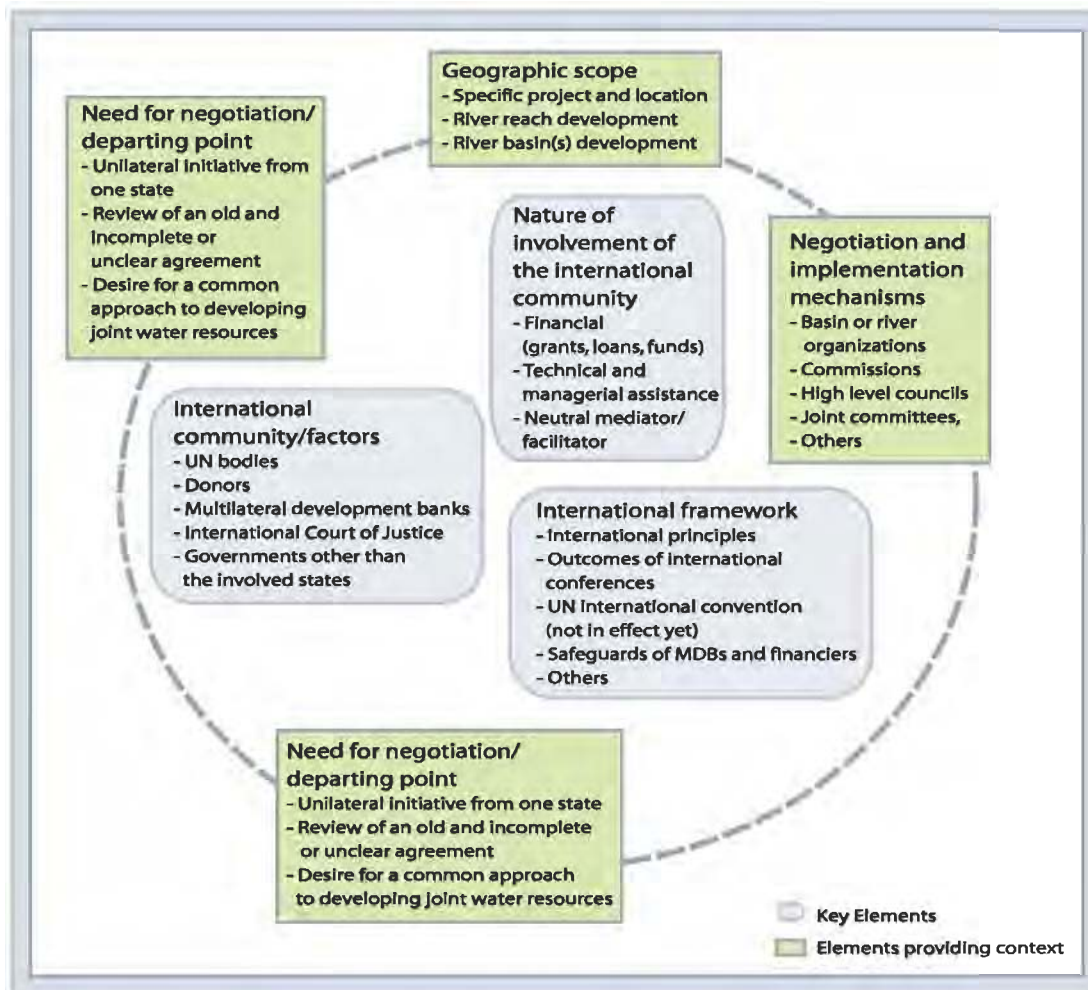 Geographic scope
- Specific project and location
- River reach development
- River basin(s) development
Need for negotiation/
departing point
- Unilateral initiative from
one state
- Review of an old and
incomplete or
unclear agreement
- Desire for a common
approach to developing
joint water resources
Nature of
involvement of
the international
community
- Financial
(grants, loans, funds)
- Technical and
managerial assistance
- Neutral mediator/
facilitator
Negotiation and
implementation
mechanisms
- Basin or river
organizations
- Commissions
- High level councils
- Joint committees,
- Others
International
community/factors
- UN bodies
- Donors
- Multilateral development banks
- International Court of Justice
- Governments other than
the involved states
International framework
- International principles
- Outcomes of international
conferences
- UN international convention
(not in effect yet)
- Safeguards of MDBs and financiers
- Others
Need for negotiation/
departing point
- Unilateral initiative from one state
- Review of an old and incomplete
or unclear agreement
- Desire for a common approach
to developing joint water resources
Key Elements
Elements providing context